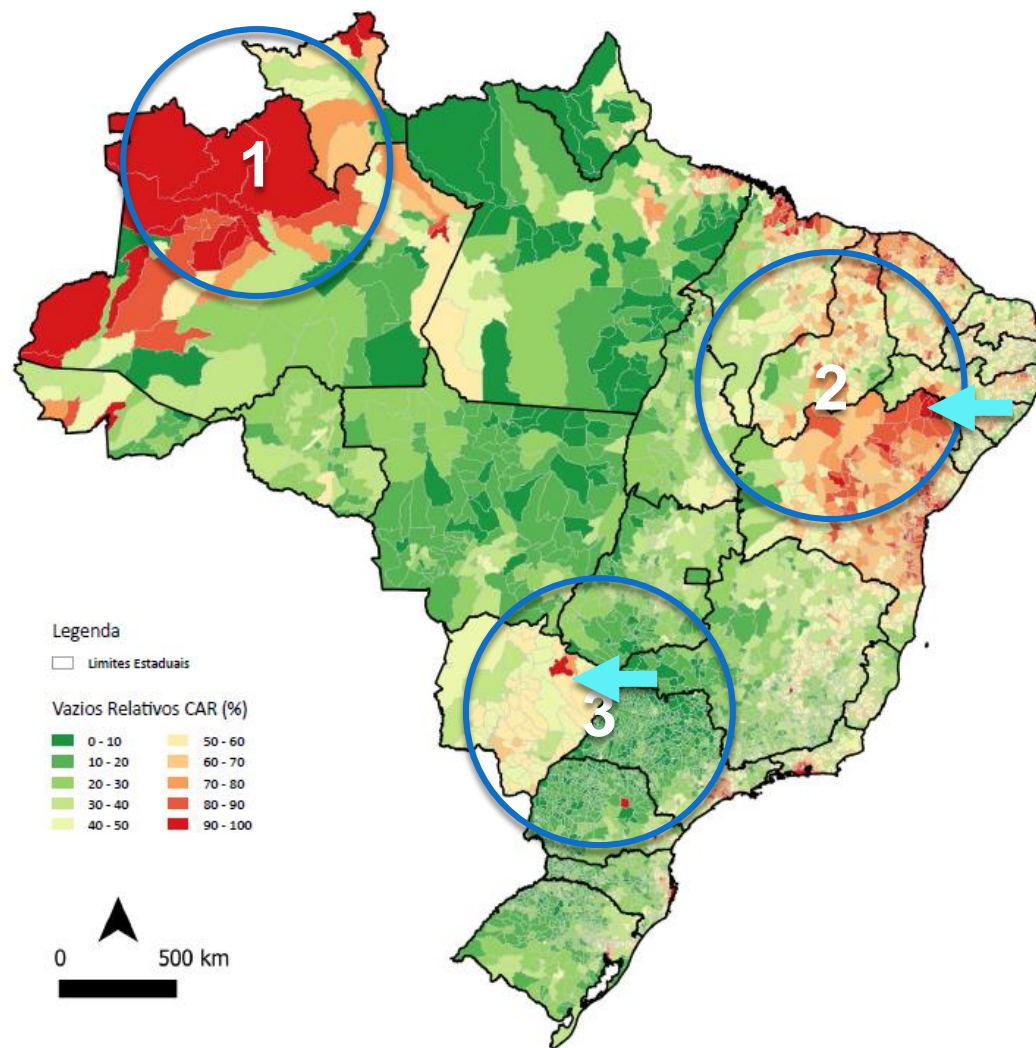 1
2
3
Legenda
Limites Estaduais
Vazios Relativos CAR (%)
0 - 10
10 - 20
20 - 30
30 - 40
40 - 50
50 - 60
60 - 70
70 - 80
80 - 90
90 - 100
0 500 km